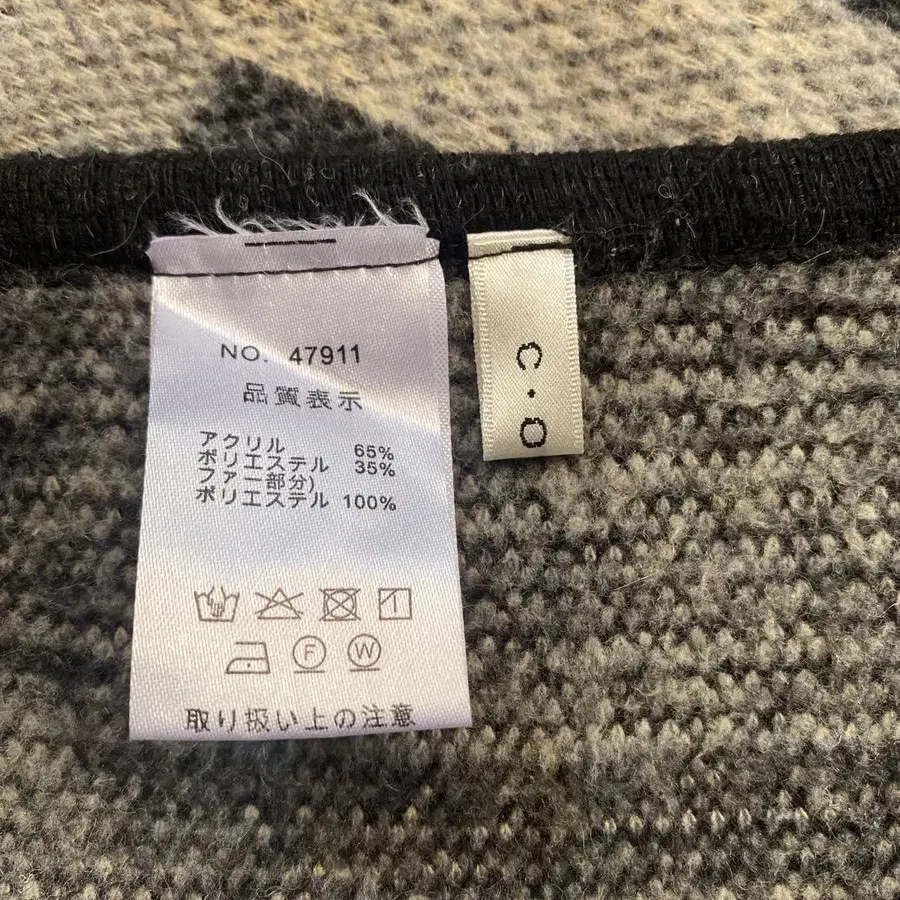 NO. 47911
品質表示
アクリル 65%
ポリエステル 35%
ファー部分)
ポリエステル 100%
F W
取り扱い上の注意
C・O